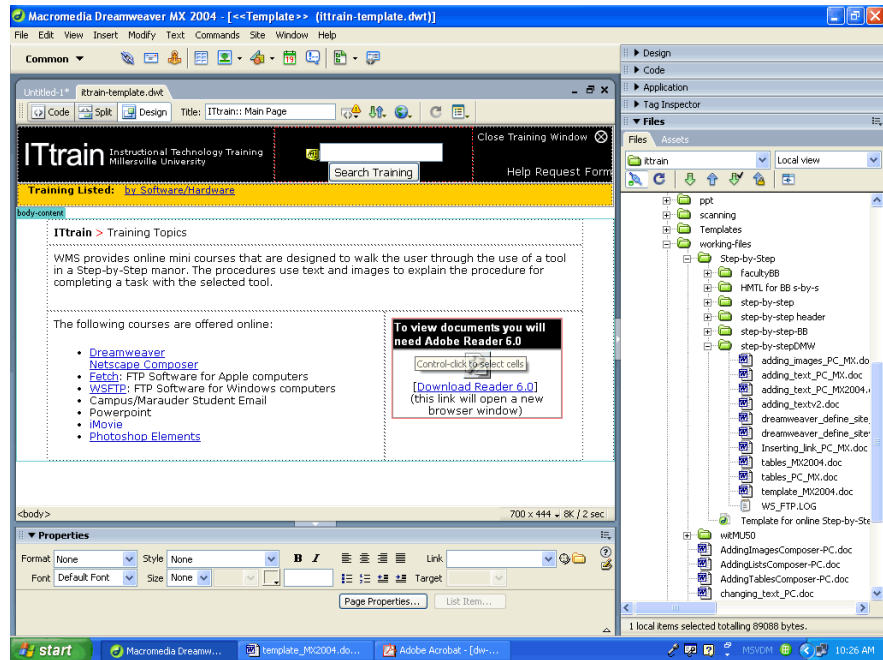 Macromedia Dreamweaver MX 2004 - [<<Template>> (ittrain-template.dwt)]
File Edit View Insert Modify Text Commands Site Window Help
Common
Untitled-1* ittrain-template.dwt
Code Split Design Title: ITtrain:: Main Page
ITtrain Instructional Technology Training
Millersville University
Close Training Window
Search Training
Help Request Form
Training Listed: by Software/Hardware
body-content
ITtrain > Training Topics
WMS provides online mini courses that are designed to walk the user through the use of a tool
in a Step-by-Step manor. The procedures use text and images to explain the procedure for
completing a task with the selected tool.
The following courses are offered online:
Dreamweaver
Netscape Composer
Fetch: FTP Software for Apple computers
WSFTP: FTP Software for Windows computers
Campus/Marauder Student Email
Powerpoint
iMovie
Photoshop Elements
To view documents you will
need Adobe Reader 6.0
Control-click to select cells
[Download Reader 6.0]
(this link will open a new
browser window)
<body>
700 x 444 8K / 2 sec
Properties
Format None Style None B I Link
Font Default Font Size None Target
Page Properties... List Item...
Design
Code
Application
Tag Inspector
Files
Files Assets
ittrain Local view
ppt
scanning
Templates
working-files
Step-by-Step
facultyBB
HMTL for BB s-by-s
step-by-step
step-by-step header
step-by-step-BB
step-by-stepDMW
adding_images_PC_MX.do
adding_text_PC_MX.doc
adding_text_PC_MX2004.
adding_textv2.doc
dreamweaver_define_site_
dreamweaver_define_site
Inserting_link_PC_MX.doc
tables_MX2004.doc
tables_PC_MX.doc
template_MX2004.doc
WS_FTP.LOG
Template for online Step-by-Ste
witMU50
AddingImagesComposer-PC.doc
AddingListsComposer-PC.doc
AddingTablesComposer-PC.doc
changing_text_PC.doc
1 local items selected totalling 89088 bytes.
start Macromedia Dreamw... template_MX2004.do... Adobe Acrobat - [dw-... MSVDM 10:26 AM